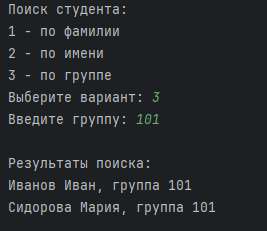 Поиск студента:
1 - по фамилии
2 - по имени
3 - по группе
Выберите вариант: 3
Введите группу: 101
Результаты поиска:
Иванов Иван, группа 101
Сидорова Мария, группа 101